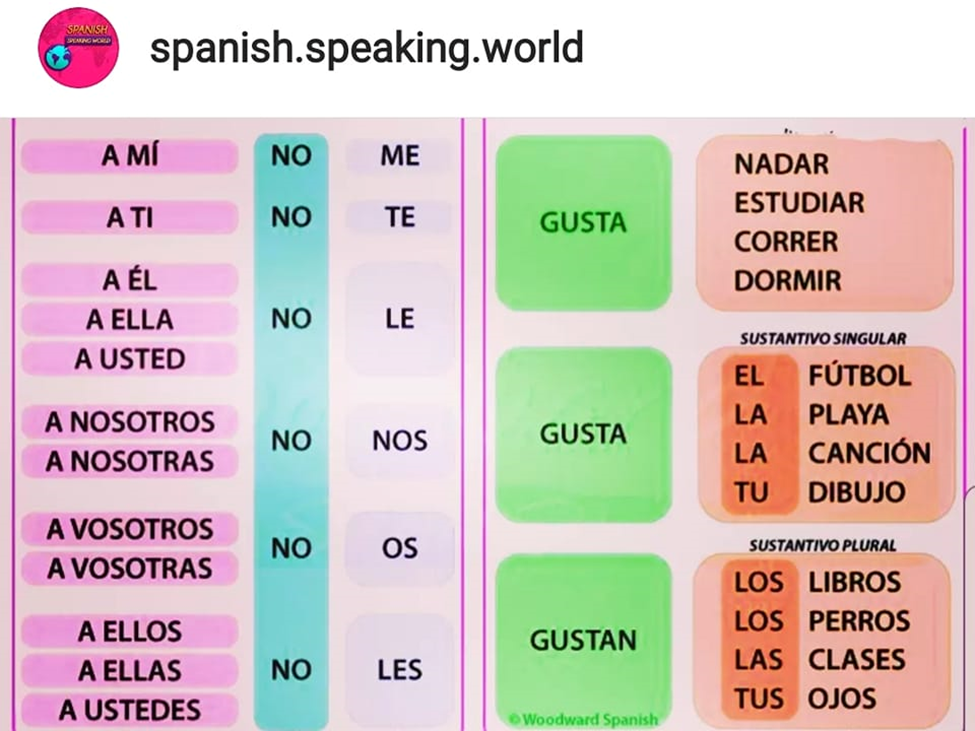 SPANISH
SPEAKING WORLD
spanish.speaking.world
A MÍ NO ME
A TI NO TE
A ÉL
A ELLA NO LE
A USTED
A NOSOTROS
NO NOS
A NOSOTRAS
A VOSOTROS
NO OS
A VOSOTRAS
A ELLOS
A ELLAS NO LES
A USTEDES
GUSTA
NADAR
ESTUDIAR
CORRER
DORMIR
SUSTANTIVO SINGULAR
GUSTA
EL FÚTBOL
LA PLAYA
LA CANCIÓN
TU DIBUJO
SUSTANTIVO PLURAL
GUSTAN
LOS LIBROS
LOS PERROS
LAS CLASES
TUS OJOS
© Woodward Spanish